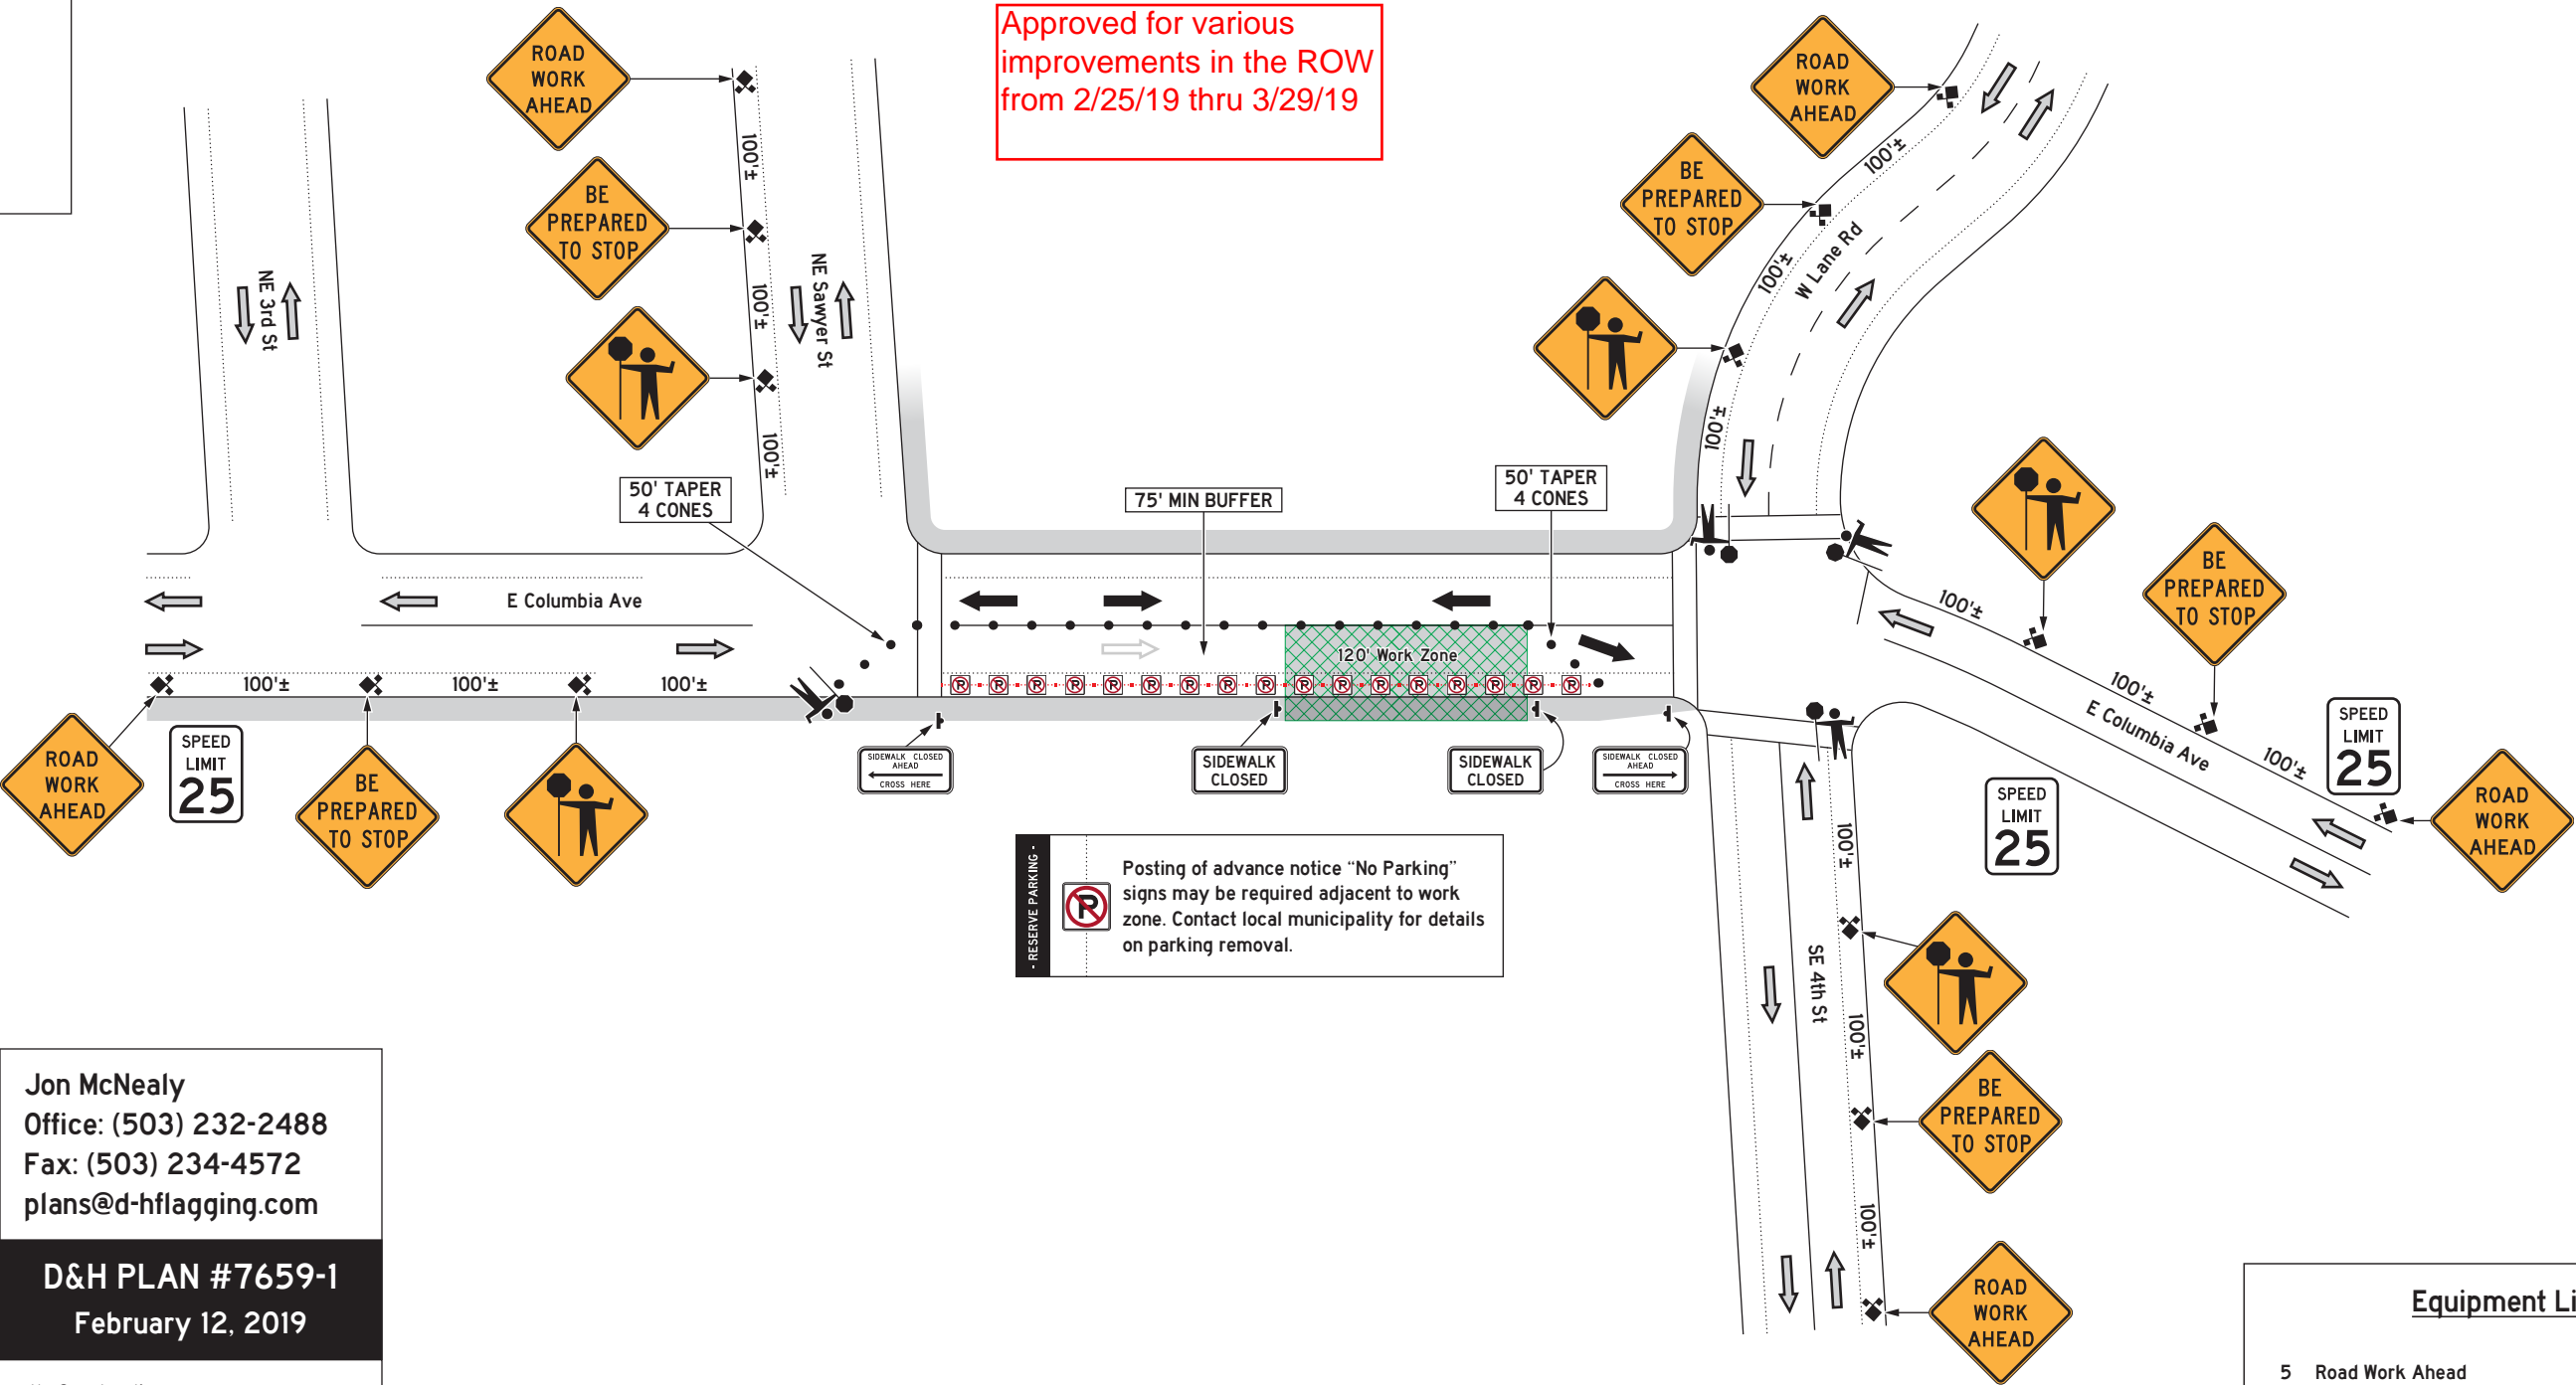 Approved for various
improvements in the ROW
from 2/25/19 thru 3/29/19
ROAD
WORK
AHEAD
100'±
BE
PREPARED
TO STOP
100'±
100'±
NE 3rd St
NE Sawyer St
ROAD
WORK
AHEAD
100'±
BE
PREPARED
TO STOP
100'±
W Lane Rd
100'±
50' TAPER
4 CONES
75' MIN BUFFER
50' TAPER
4 CONES
E Columbia Ave
120' Work Zone
100'±
100'±
100'±
P P P P P P P P P P P P P P P P P
ROAD
WORK
AHEAD
SPEED
LIMIT
25
BE
PREPARED
TO STOP
SIDEWALK CLOSED
AHEAD
CROSS HERE
SIDEWALK
CLOSED
SIDEWALK
CLOSED
SIDEWALK CLOSED
AHEAD
CROSS HERE
100'±
BE
PREPARED
TO STOP
100'±
E Columbia Ave
100'±
SPEED
LIMIT
25
ROAD
WORK
AHEAD
SPEED
LIMIT
25
- RESERVE PARKING -
P
Posting of advance notice “No Parking”
signs may be required adjacent to work
zone. Contact local municipality for details
on parking removal.
100'±
SE 4th St
100'±
BE
PREPARED
TO STOP
100'±
ROAD
WORK
AHEAD
Jon McNealy
Office: (503) 232-2488
Fax: (503) 234-4572
plans@d-hflagging.com
D&H PLAN #7659-1
February 12, 2019
Equipment Li
5 Road Work Ahead